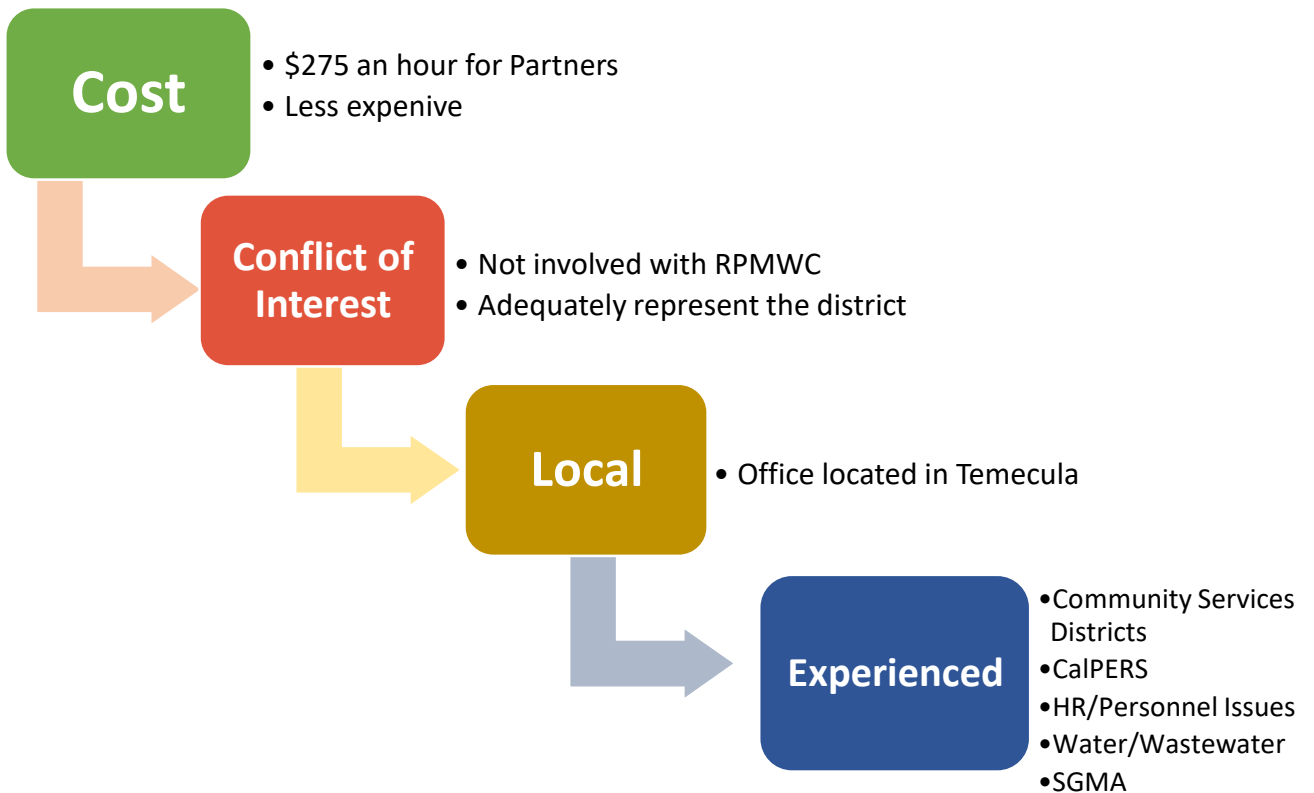 Cost
• $275 an hour for Partners
• Less expenive
Conflict of
Interest
• Not involved with RPMWC
• Adequately represent the district
Local
• Office located in Temecula
Experienced
•Community Services
Districts
•CalPERS
•HR/Personnel Issues
•Water/Wastewater
•SGMA